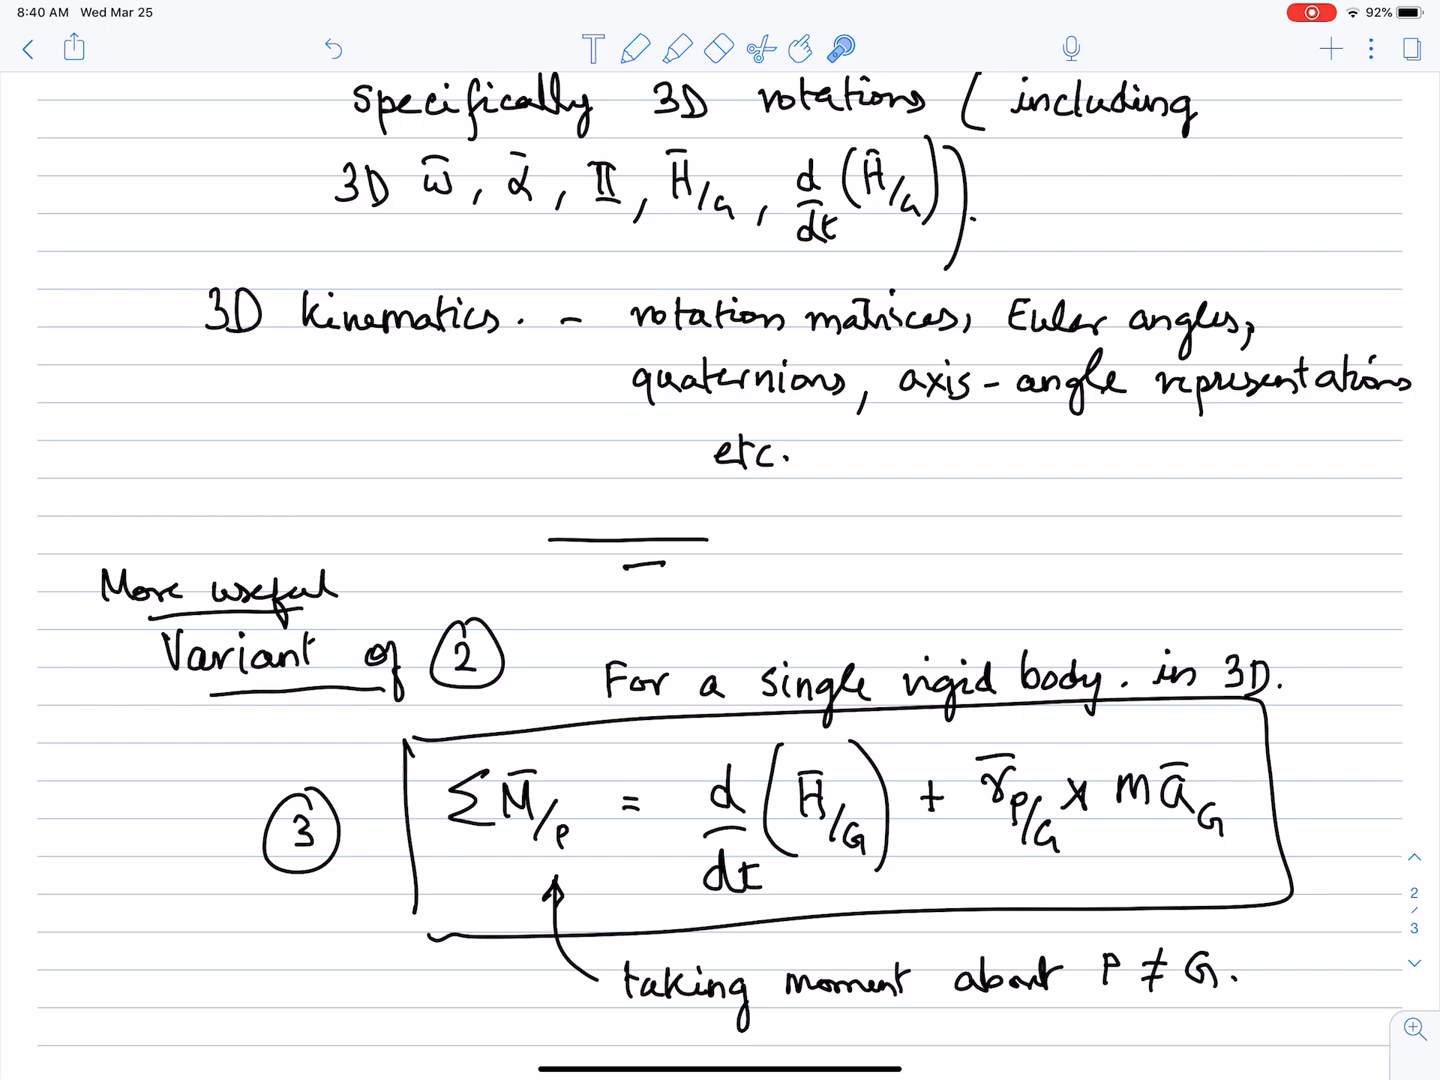 8:40 AM Wed Mar 25
92%
T
specifically 3D rotations (including
3D ω̄, ᾱ, II, H̄/G, d/dt (H̄/G)).
3D kinematics. - rotation matrices, Euler angles,
quaternions, axis-angle representations
etc.
More useful
Variant of ②
For a single rigid body. in 3D.
③ ΣM̄/P = d/dt (H̄/G) + r̄P/G × māG
taking moment about P ≠ G.
2
/
3